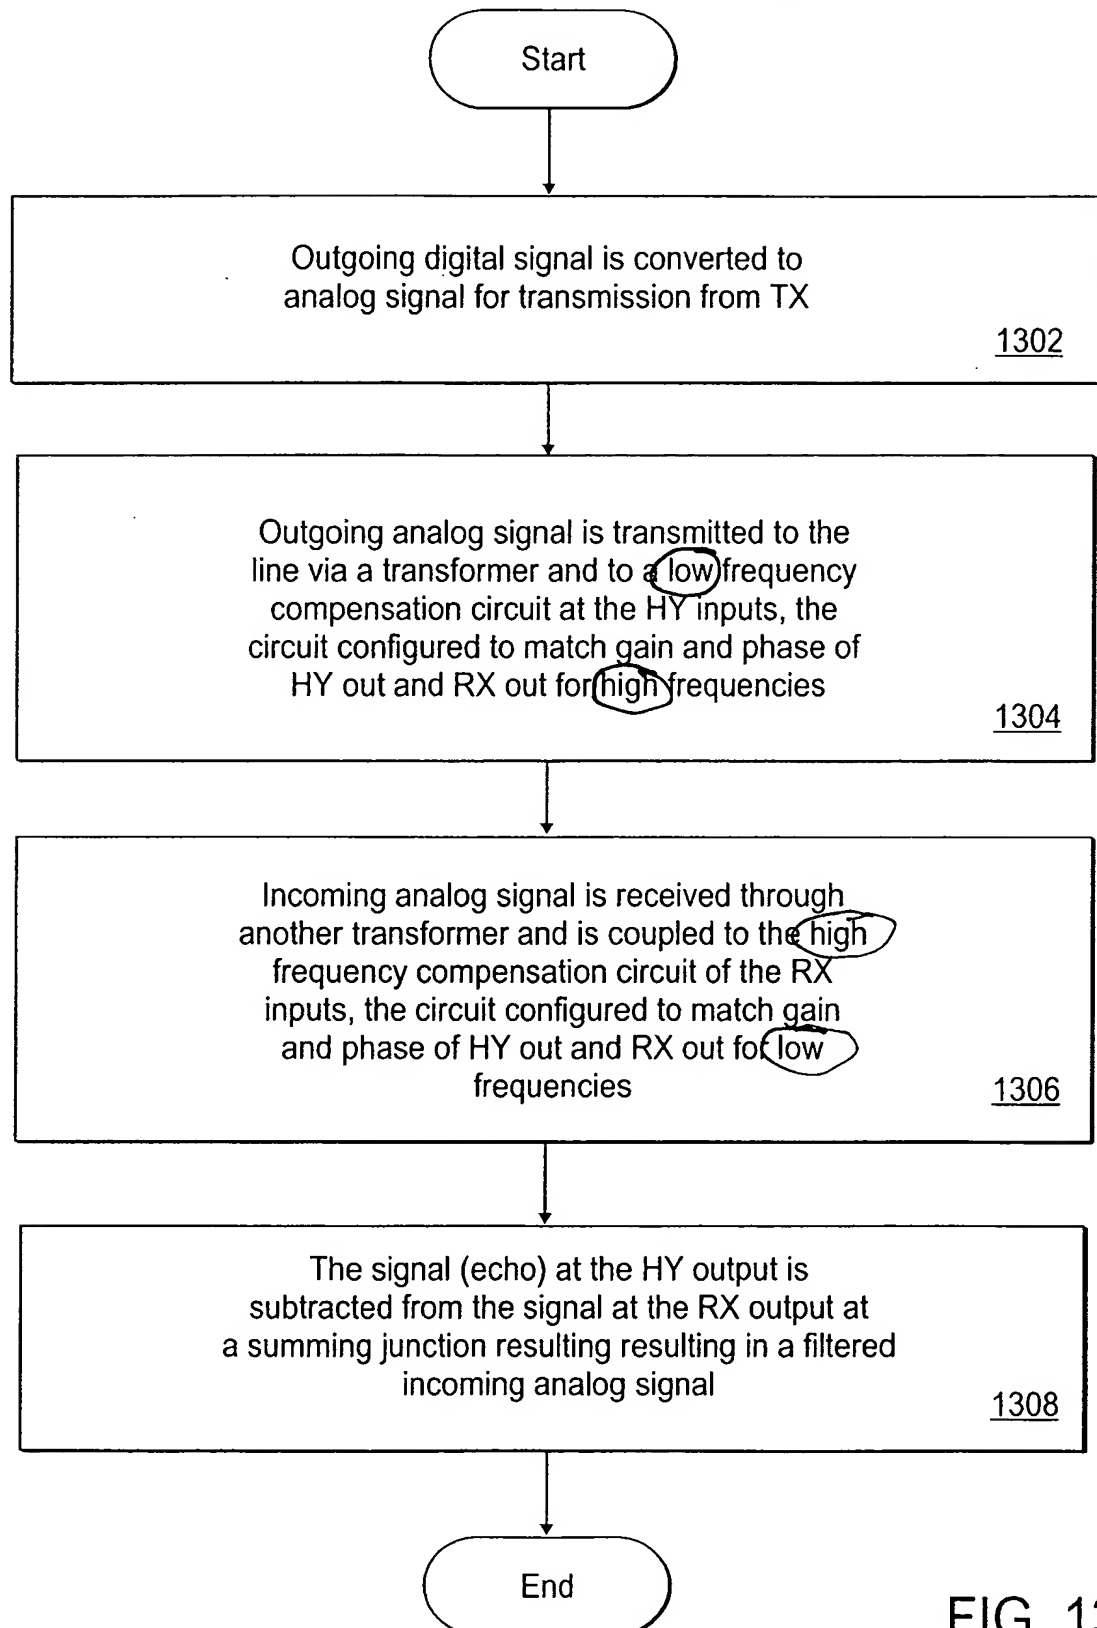 Start
Outgoing digital signal is converted to
analog signal for transmission from TX
1302
Outgoing analog signal is transmitted to the
line via a transformer and to a low frequency
compensation circuit at the HY inputs, the
circuit configured to match gain and phase of
HY out and RX out for high frequencies
1304
Incoming analog signal is received through
another transformer and is coupled to the high
frequency compensation circuit of the RX
inputs, the circuit configured to match gain
and phase of HY out and RX out for low
frequencies
1306
The signal (echo) at the HY output is
subtracted from the signal at the RX output at
a summing junction resulting resulting in a filtered
incoming analog signal
1308
End
FIG. 13